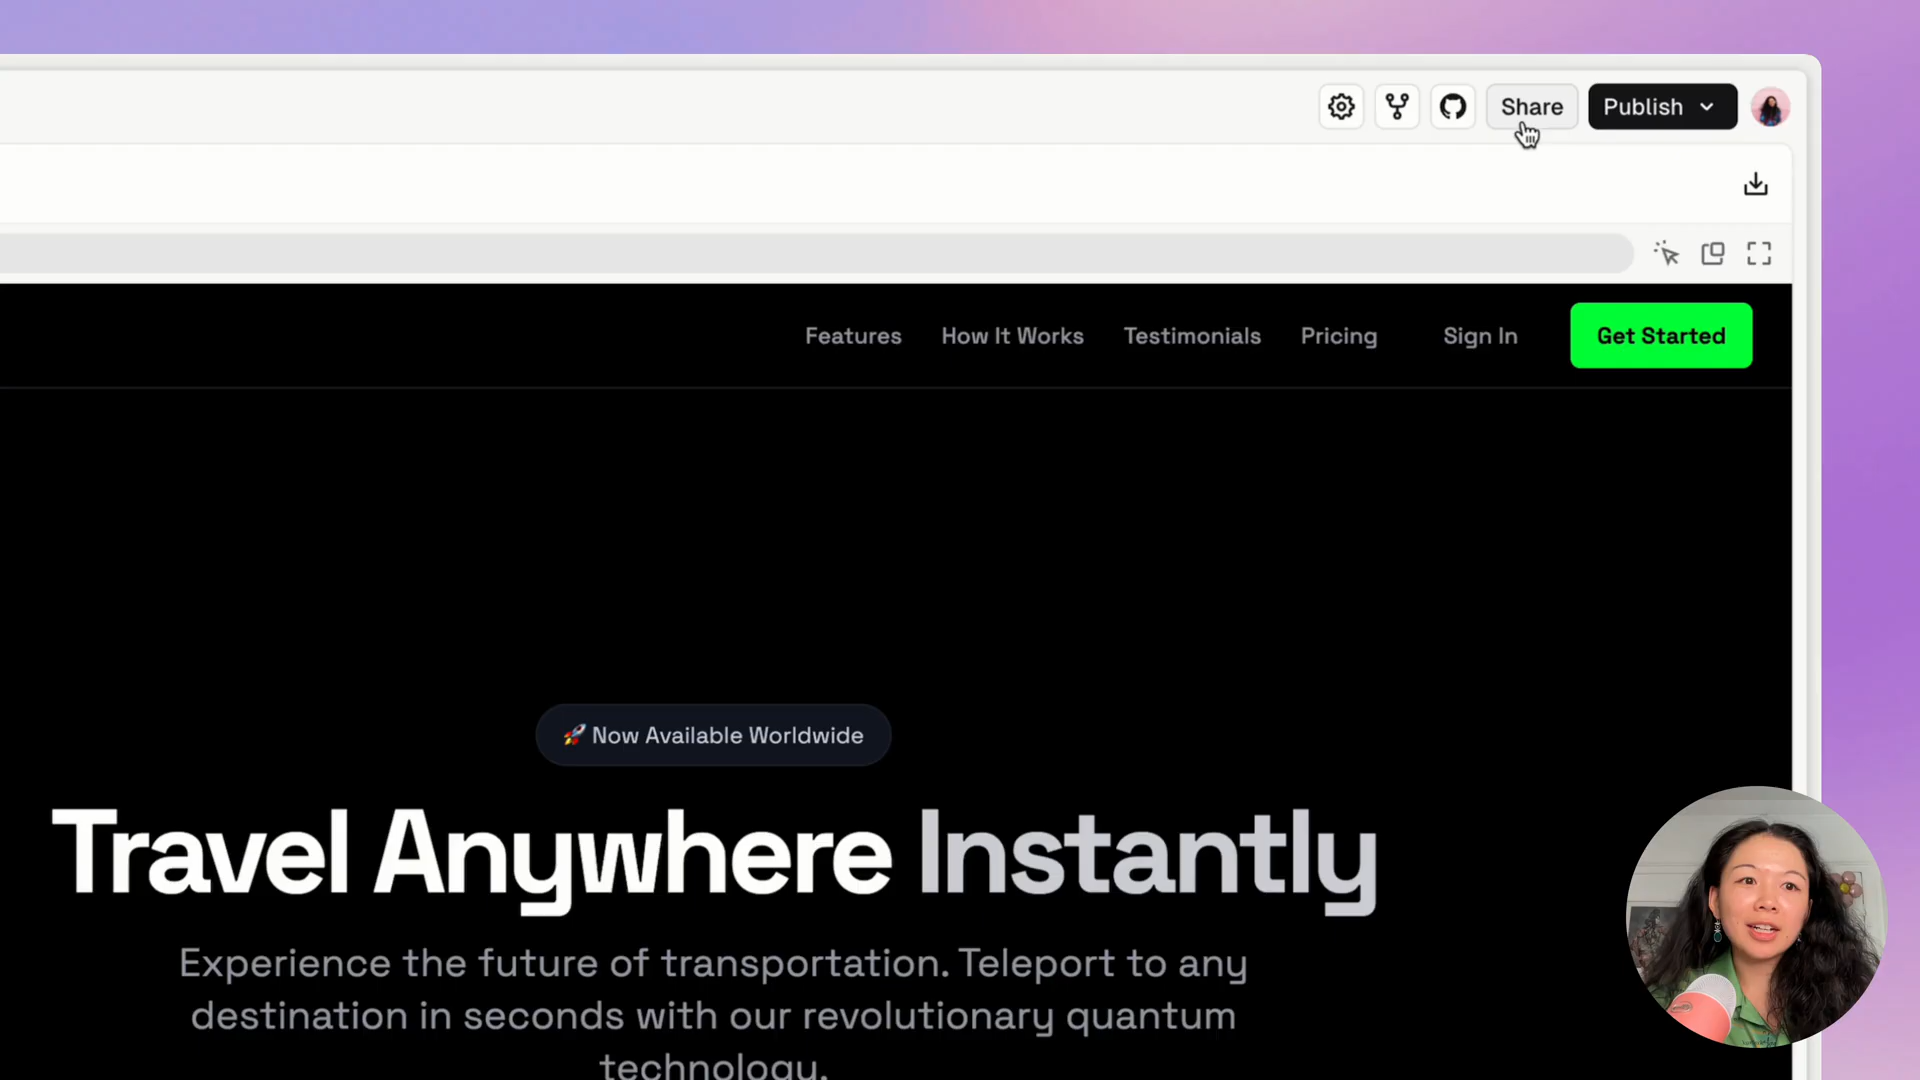 Share
Publish
Features
How It Works
Testimonials
Pricing
Sign In
Get Started
🚀 Now Available Worldwide
Travel Anywhere Instantly
Experience the future of transportation. Teleport to any
destination in seconds with our revolutionary quantum
technology.